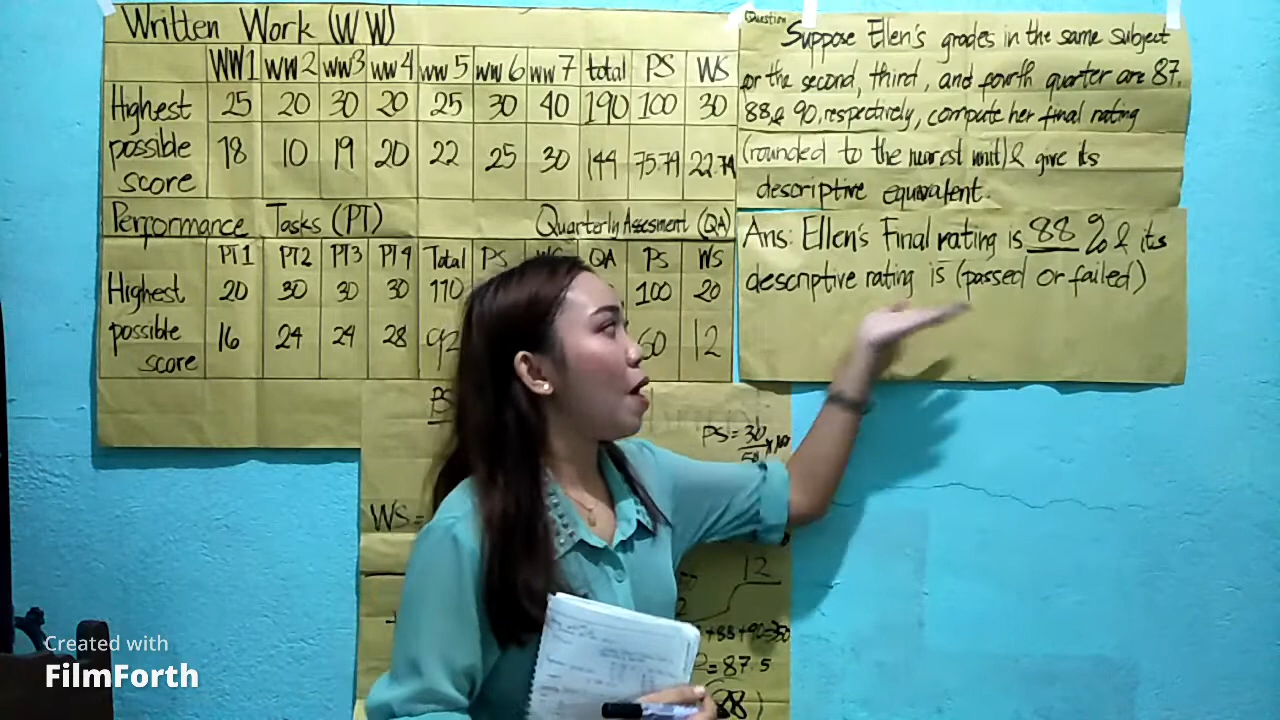 Written Work (WW)
WW1 WW2 WW3 WW4 WW5 WW6 WW7 total PS WS
Highest 25 20 30 20 25 30 40 190 100 30
possible 18 10 19 20 22 25 30 144 75.79 22.74
score
Performance Tasks (PT) Quarterly Assesment (QA)
PT1 PT2 PT3 PT4 Total PS QA PS WS
Highest 20 30 30 30 110 100 20
possible 16 24 24 28 92 60 12
score
Question
Suppose Ellen's grades in the same subject
for the second, third, and fourth quarter are 87,
88, & 90, respectively, compute her final rating
(rounded to the nearest unit) & give its
descriptive equivalent.
Ans: Ellen's Final rating is 88 % & its
descriptive rating is (passed or failed)
PS
PS = 30
50
WS =
12
+88+90=350
= 87.5
88
Created with
FilmForth